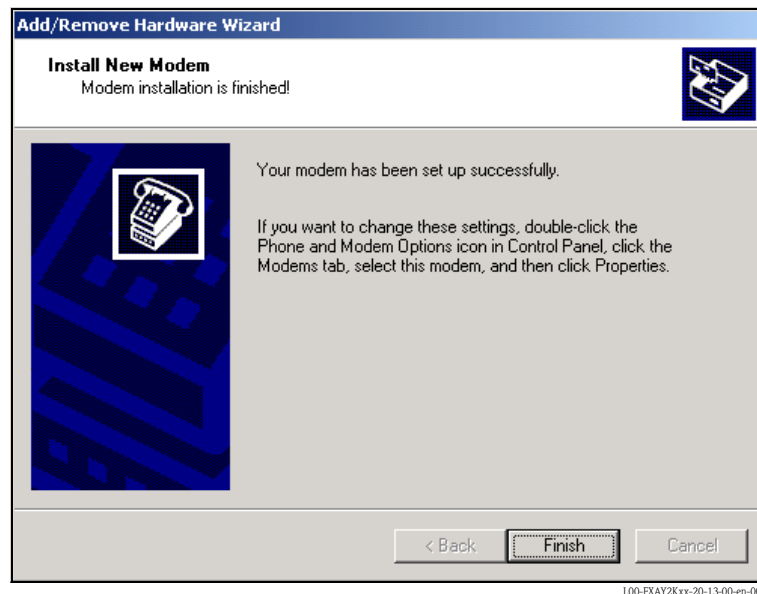 Add/Remove Hardware Wizard
Install New Modem
Modem installation is finished!
Your modem has been set up successfully.
If you want to change these settings, double-click the
Phone and Modem Options icon in Control Panel, click the
Modems tab, select this modem, and then click Properties.
< Back
Finish
Cancel